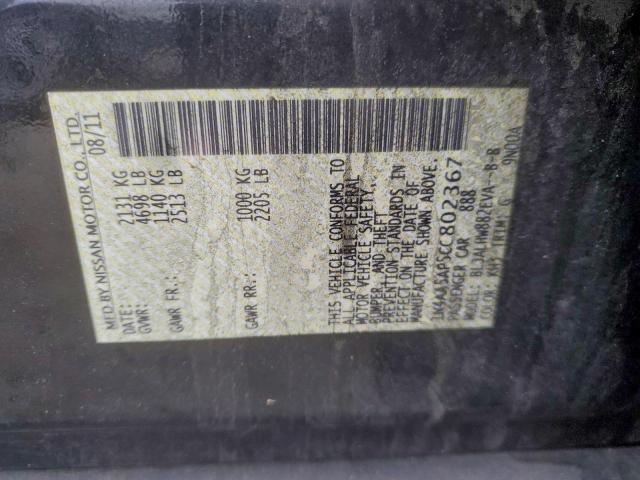 MFD.BY NISSAN MOTOR CO., LTD.
DATE: 08/11
GVWR: 2131 KG
4698 LB
GAWR FR.: 1140 KG
2513 LB
GAWR RR.: 1000 KG
2205 LB
THIS VEHICLE CONFORMS TO
ALL APPLICABLE FEDERAL
MOTOR VEHICLE SAFETY,
BUMPER, AND THEFT
PREVENTION STANDARDS IN
EFFECT ON THE DATE OF
MANUFACTURE SHOWN ABOVE.
1N4AA5AP5CC802367
PASSENGER CAR 888
MODEL: BLJALHWB82EVA-B-B
COLOR: KH3 TRIM: G 9N00A